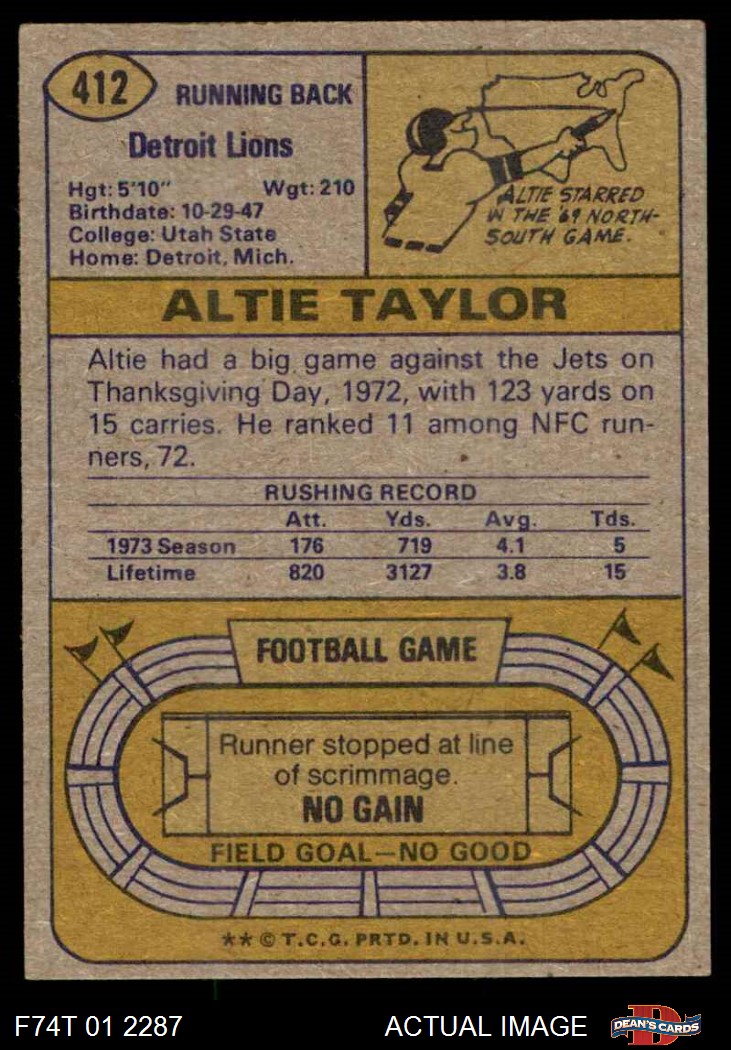 412
RUNNING BACK
Detroit Lions
Hgt: 5'10" Wgt: 210
Birthdate: 10-29-47
College: Utah State
Home: Detroit, Mich.
ALTIE STARRED
IN THE '69 NORTH-
SOUTH GAME.
ALTIE TAYLOR
Altie had a big game against the Jets on
Thanksgiving Day, 1972, with 123 yards on
15 carries. He ranked 11 among NFC run-
ners, 72.
RUSHING RECORD
Att. Yds. Avg. Tds.
1973 Season 176 719 4.1 5
Lifetime 820 3127 3.8 15
FOOTBALL GAME
Runner stopped at line
of scrimmage.
NO GAIN
FIELD GOAL—NO GOOD
** © T.C.G. PRTD. IN U.S.A.
F74T 01 2287 ACTUAL IMAGE
D
DEAN'S CARDS